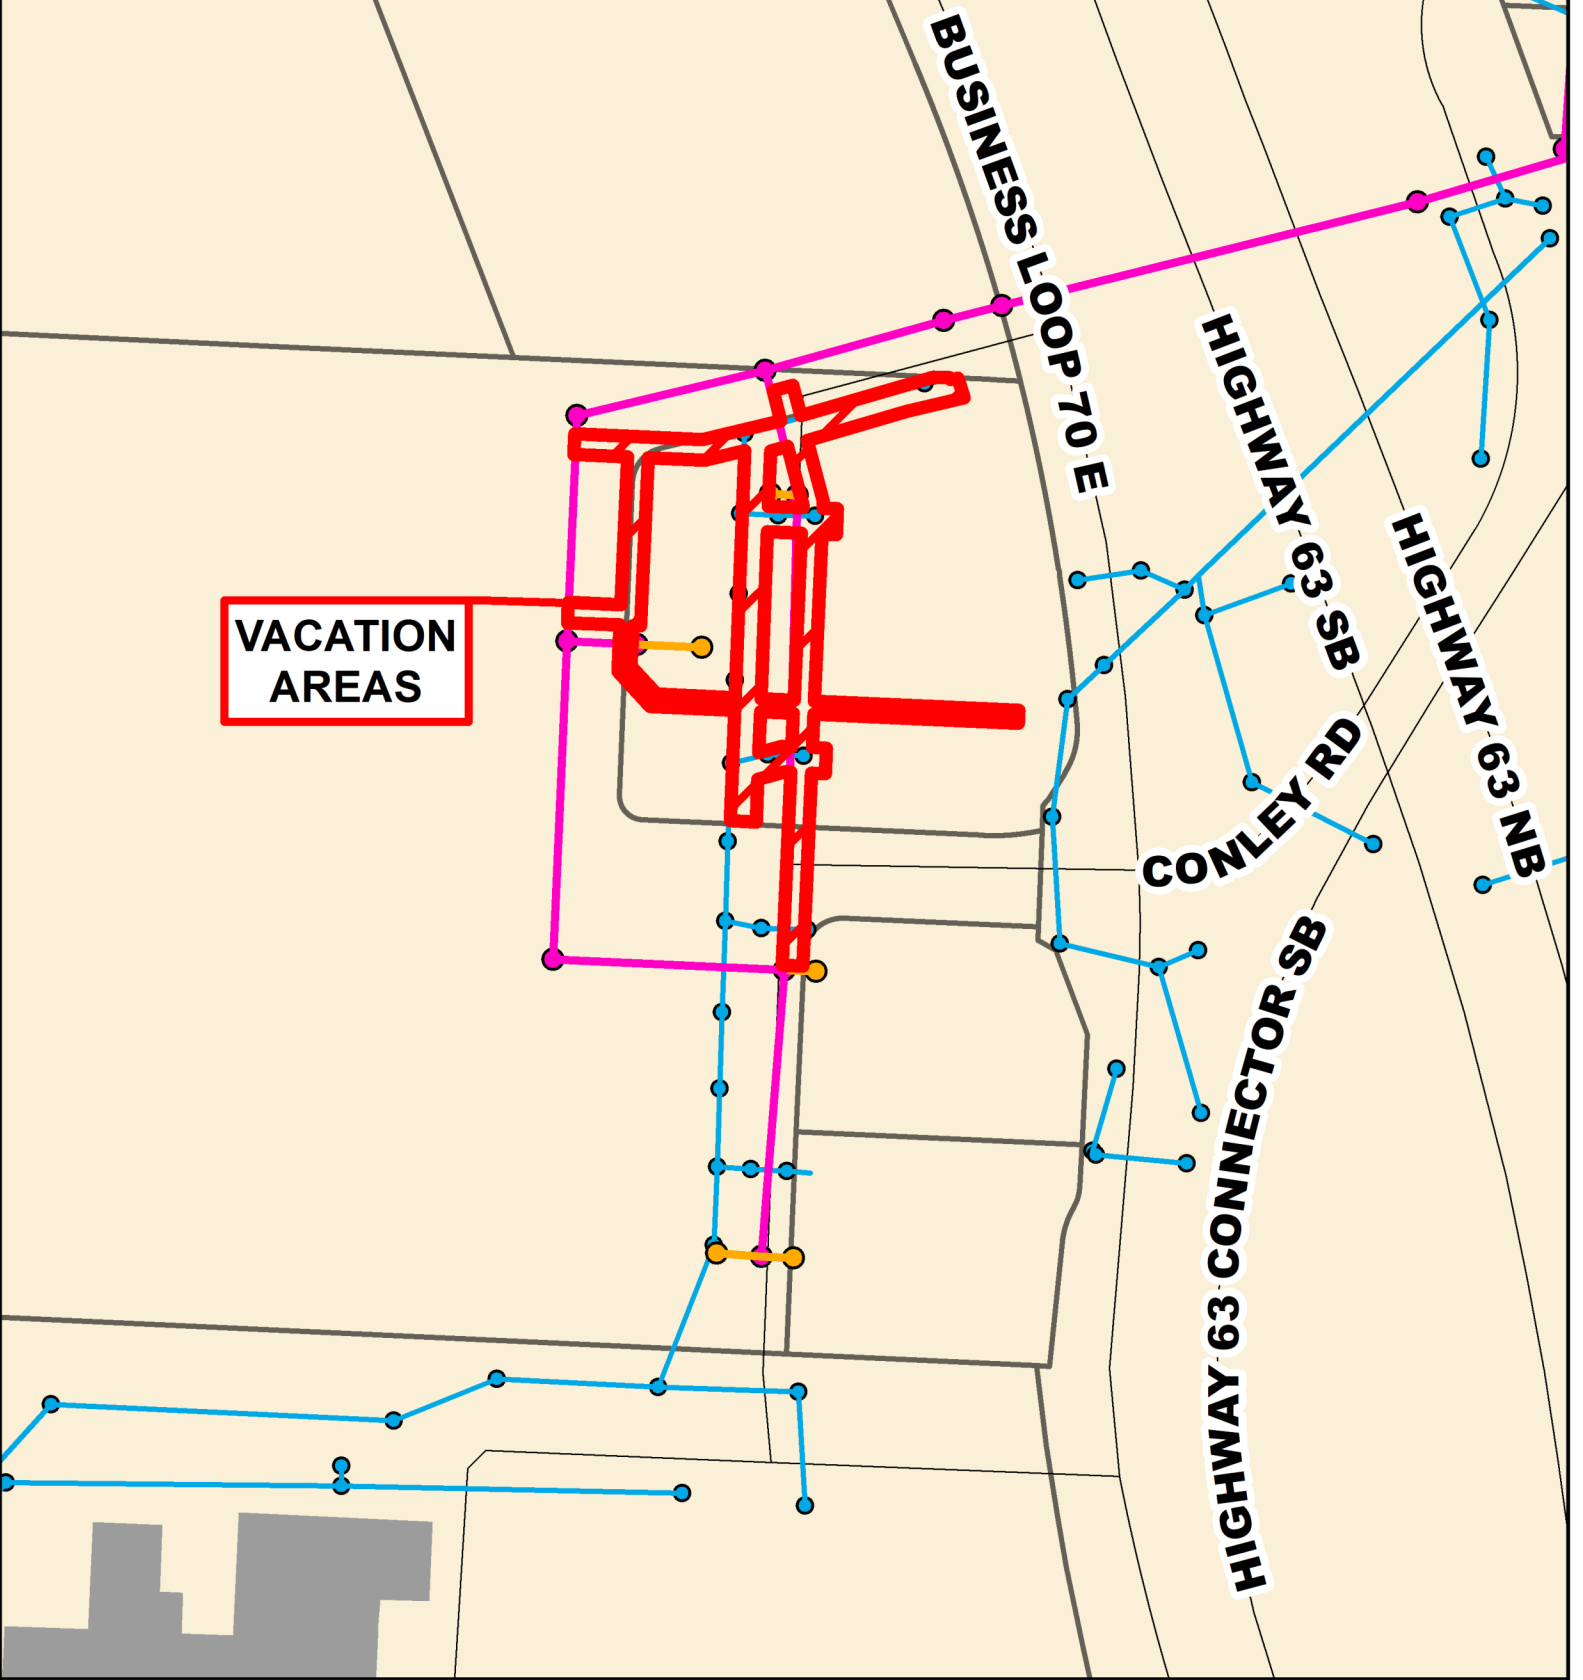 BUSINESS LOOP 70 E
HIGHWAY 63 SB
HIGHWAY 63 NB
VACATION
AREAS
CONLEY RD
HIGHWAY 63 CONNECTOR SB